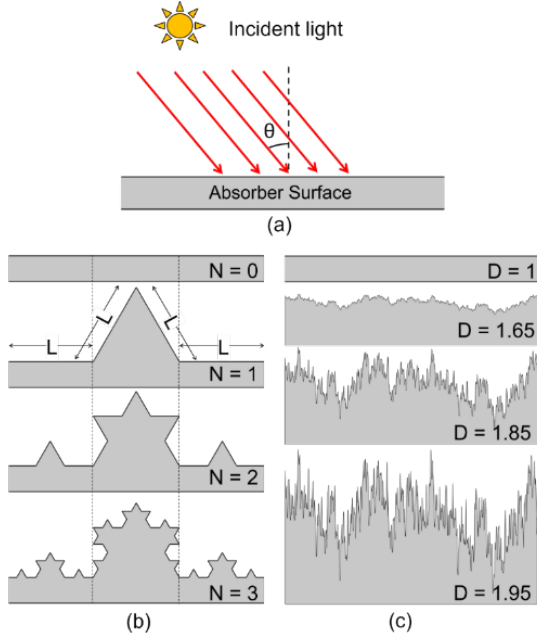 Incident light
θ
Absorber Surface
(a)
N = 0
L
L
L
L
N = 1
N = 2
N = 3
(b)
D = 1
D = 1.65
D = 1.85
D = 1.95
(c)